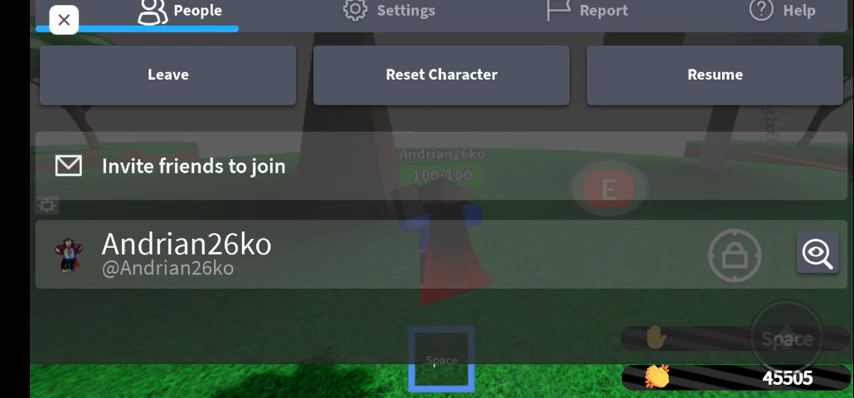 People
Settings
Report
Help
Leave
Reset Character
Resume
Invite friends to join
Andrian26ko
100/100
E
Andrian26ko
@Andrian26ko
Space
Space
45505